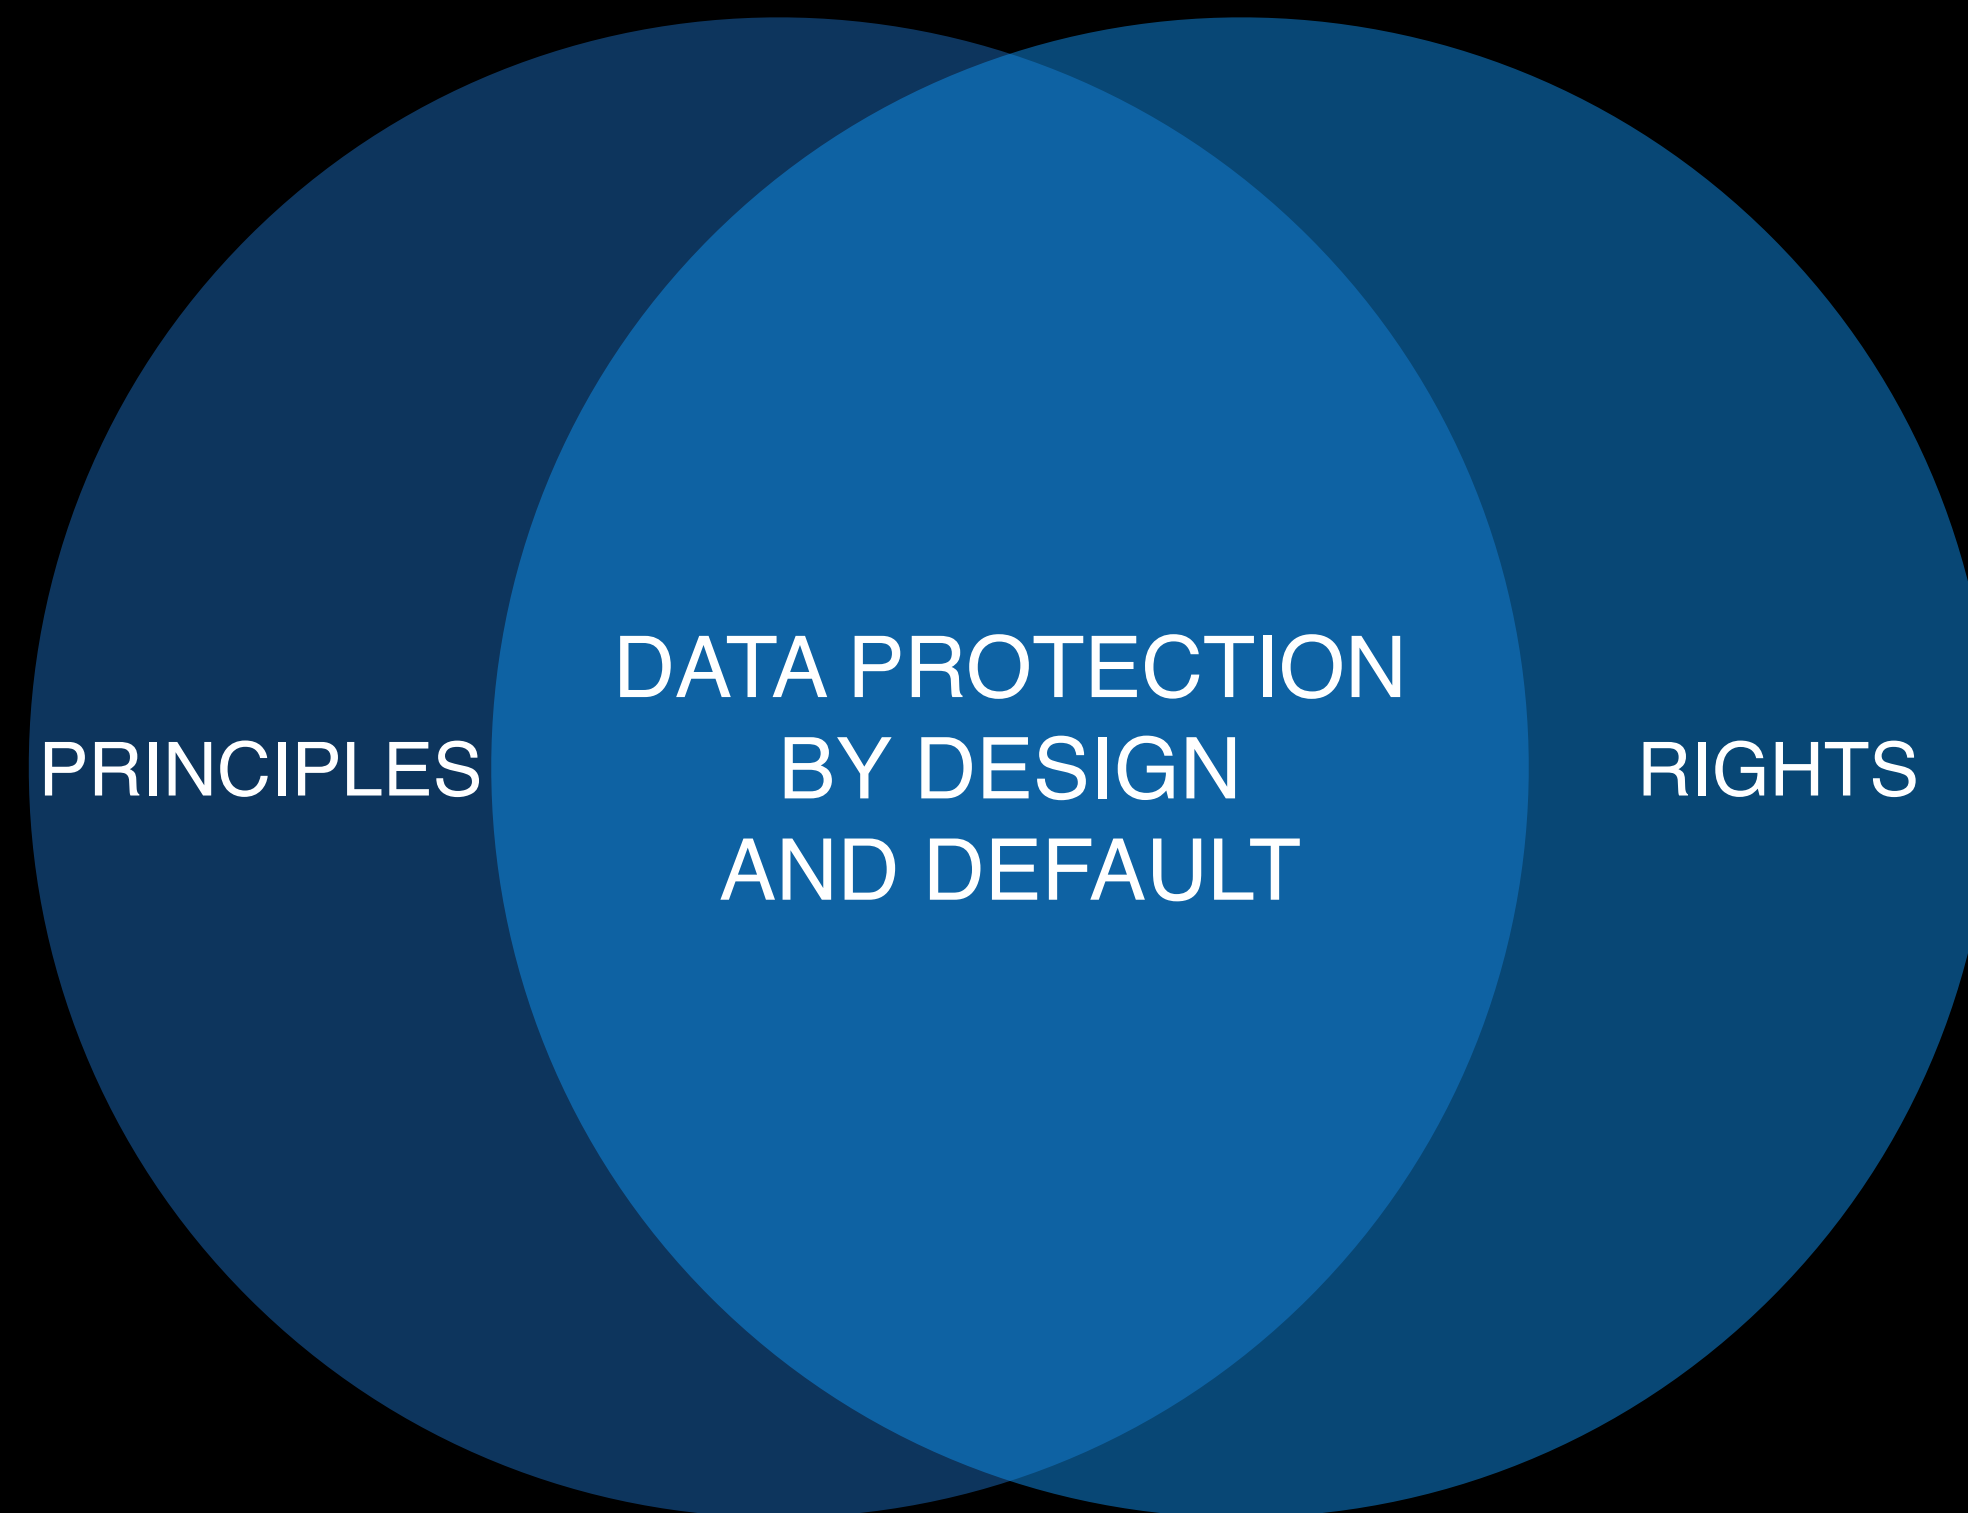 PRINCIPLES
DATA PROTECTION
BY DESIGN
AND DEFAULT
RIGHTS